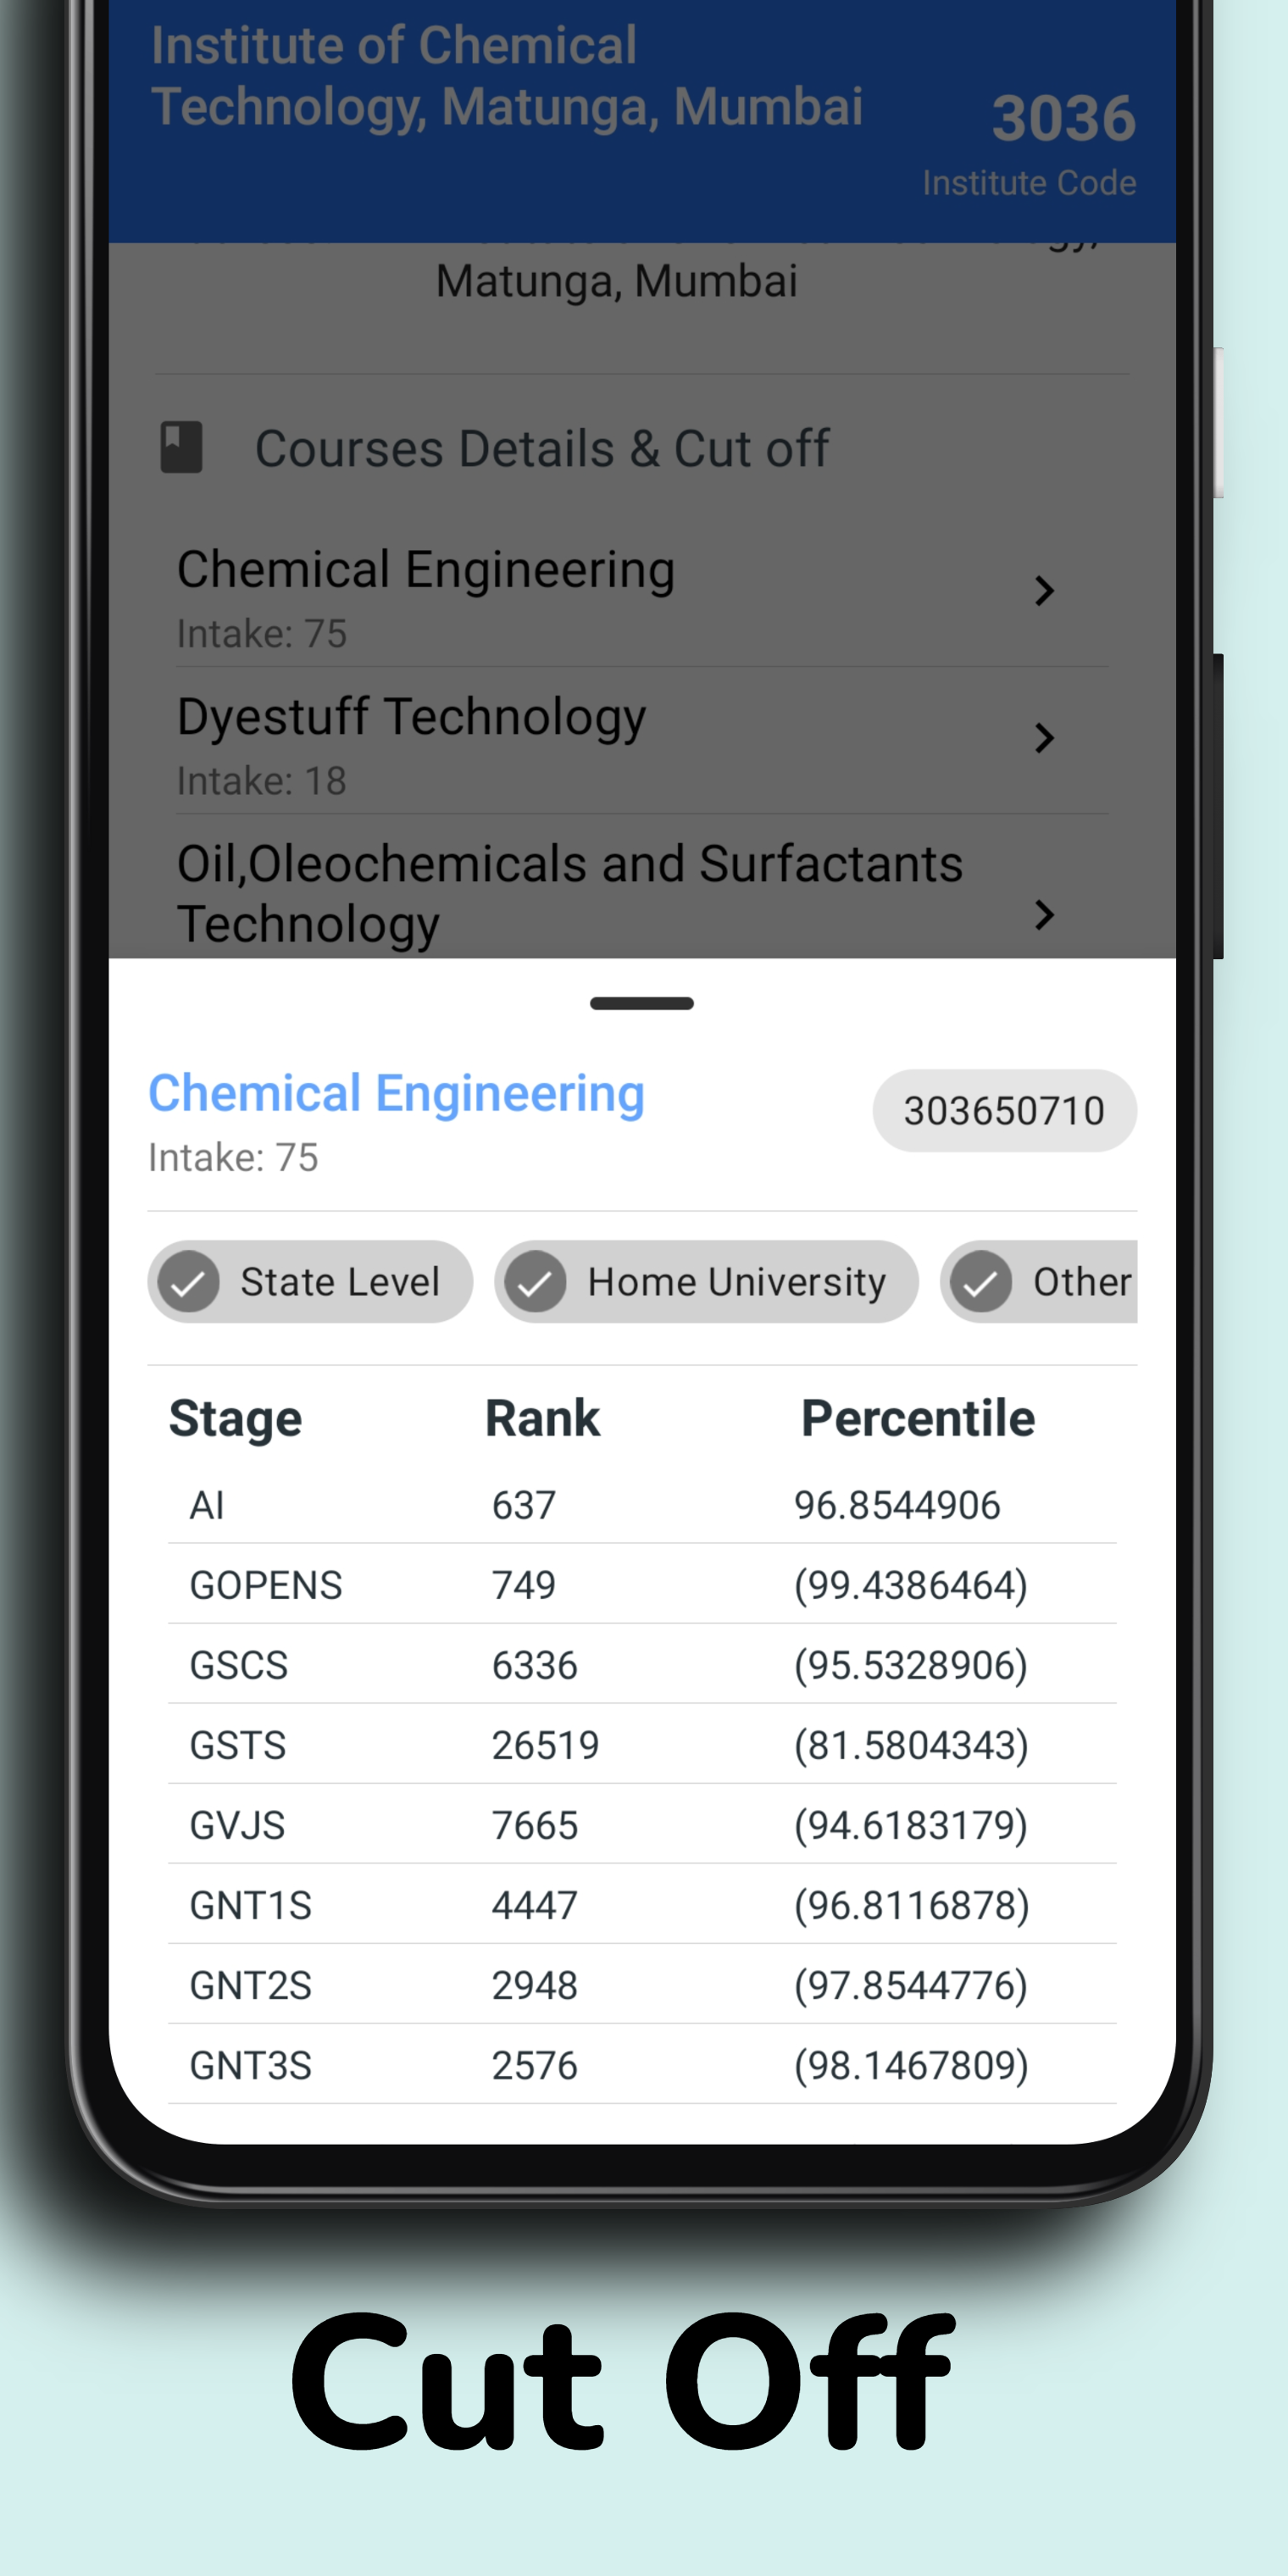 Institute of Chemical
Technology, Matunga, Mumbai
3036
Institute Code
Matunga, Mumbai
Courses Details & Cut off
Chemical Engineering
Intake: 75
Dyestuff Technology
Intake: 18
Oil,Oleochemicals and Surfactants
Technology
Chemical Engineering
303650710
Intake: 75
State Level Home University Other
Stage Rank Percentile
AI 637 96.8544906
GOPENS 749 (99.4386464)
GSCS 6336 (95.5328906)
GSTS 26519 (81.5804343)
GVJS 7665 (94.6183179)
GNT1S 4447 (96.8116878)
GNT2S 2948 (97.8544776)
GNT3S 2576 (98.1467809)
Cut Off